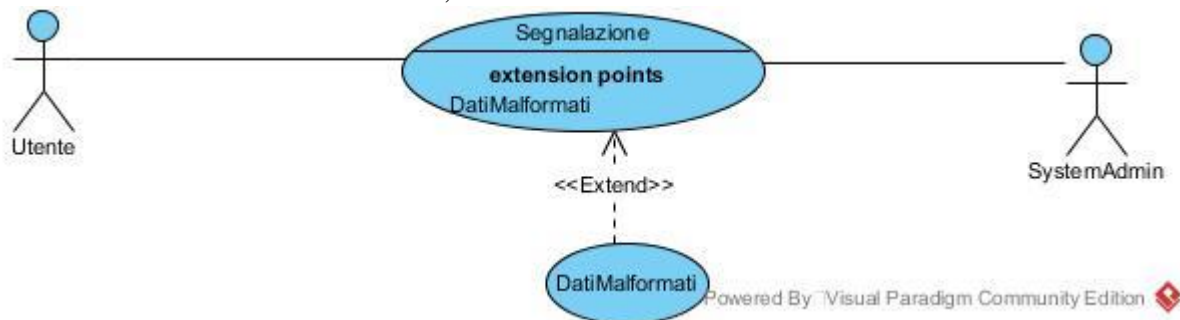 Segnalazione
extension points
DatiMalformati
Utente
SystemAdmin
<<Extend>>
DatiMalformati
Powered By Visual Paradigm Community Edition